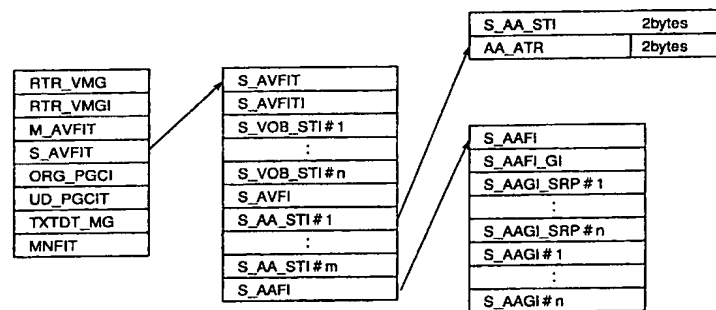 RTR_VMG
RTR_VMGI
M_AVFIT
S_AVFIT
ORG_PGCI
UD_PGCIT
TXTDT_MG
MNFIT
S_AVFIT
S_AVFITI
S_VOB_STI#1
:
S_VOB_STI#n
S_AVFI
S_AA_STI#1
:
S_AA_STI#m
S_AAFI
S_AA_STI 2bytes
AA_ATR 2bytes
S_AAFI
S_AAFI_GI
S_AAGI_SRP#1
:
S_AAGI_SRP#n
S_AAGI#1
:
S_AAGI#n